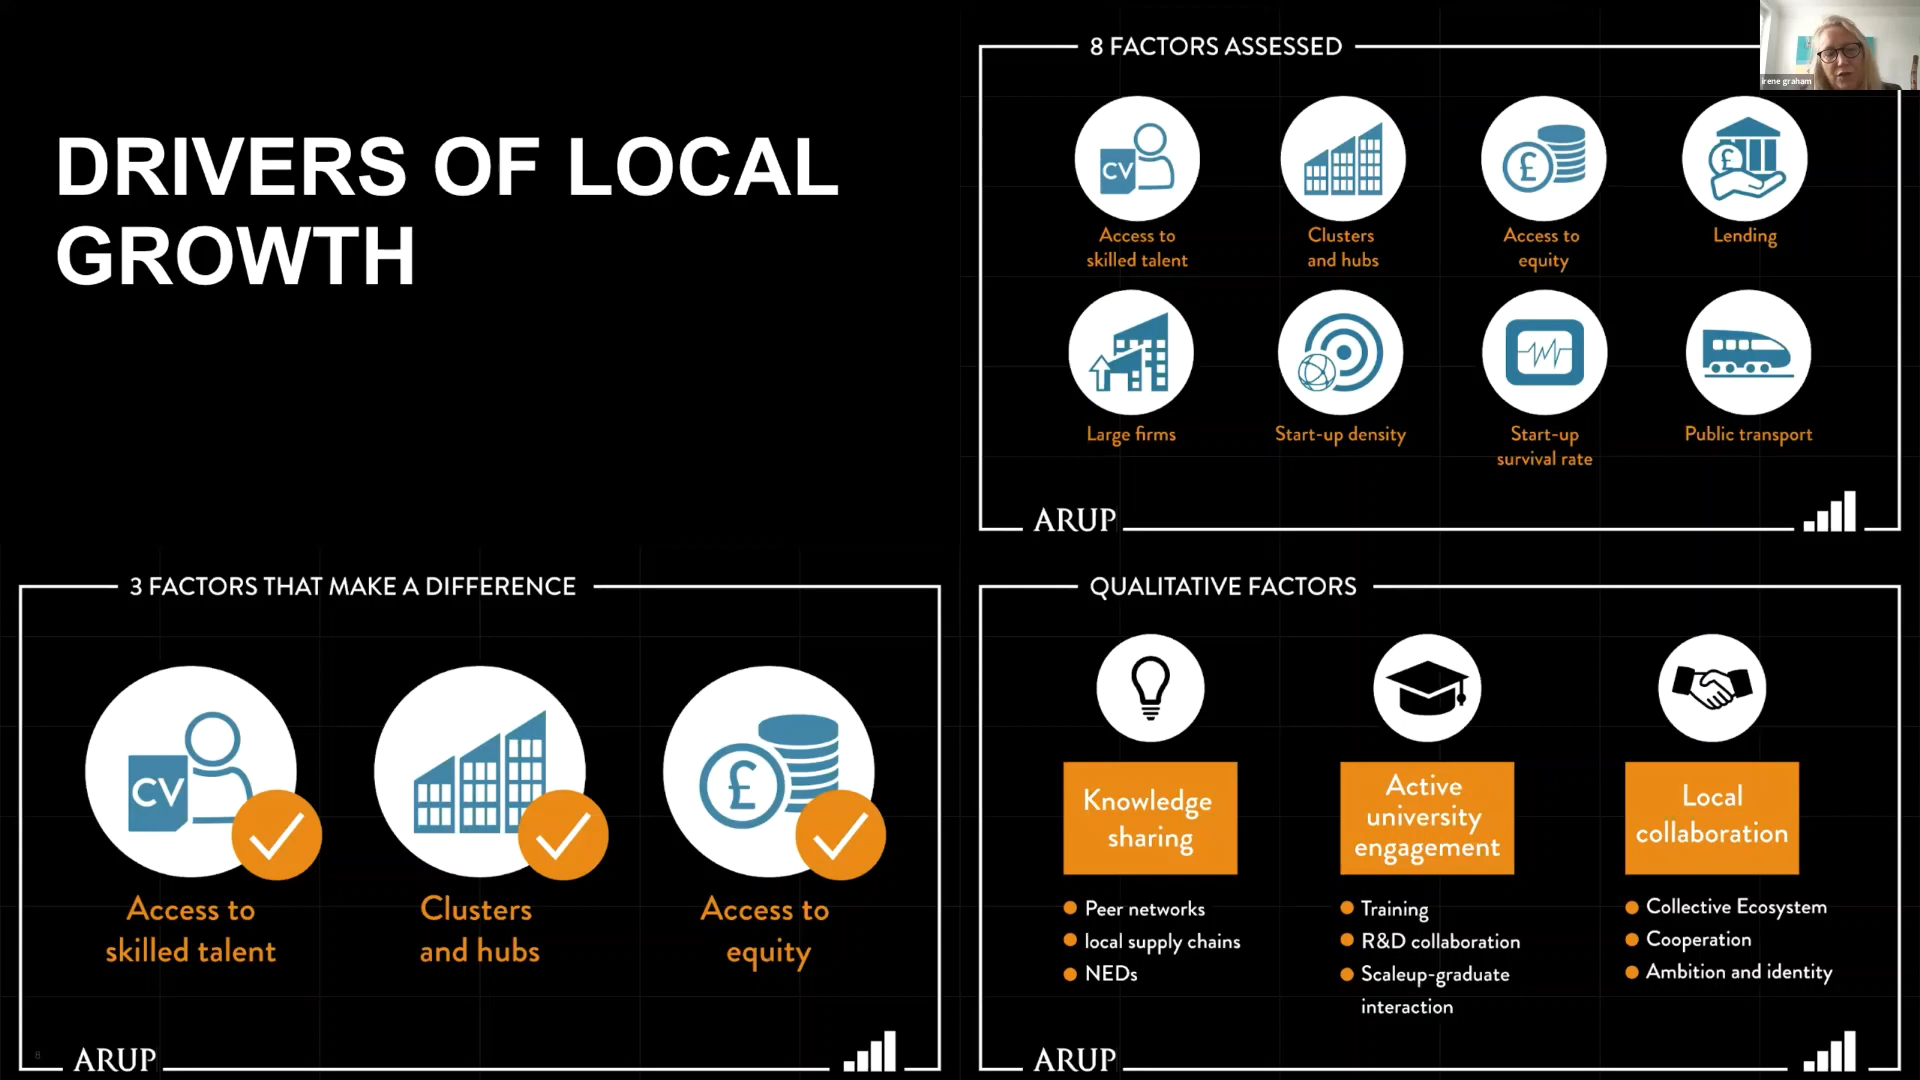 DRIVERS OF LOCAL
GROWTH
8 FACTORS ASSESSED
irene graham
CV
£
£
Access to
skilled talent
Clusters
and hubs
Access to
equity
Lending
Large firms
Start-up density
Start-up
survival rate
Public transport
ARUP
3 FACTORS THAT MAKE A DIFFERENCE
CV
£
Access to
skilled talent
Clusters
and hubs
Access to
equity
8
ARUP
QUALITATIVE FACTORS
Knowledge
sharing
Peer networks
local supply chains
NEDs
Active
university
engagement
Training
R&D collaboration
Scaleup-graduate
interaction
Local
collaboration
Collective Ecosystem
Cooperation
Ambition and identity
ARUP